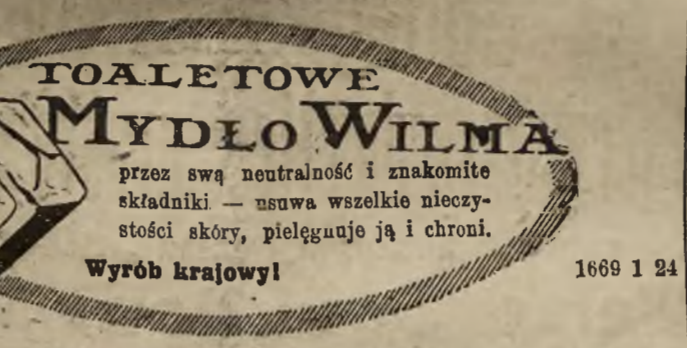 TOALETOWE
MYDŁO WILMA
przez swą neutralność i znakomite
składniki — usuwa wszelkie nieczy-
stości skóry, pielęgnuje ją i chroni.
Wyrób krajowy!
1669 1 24